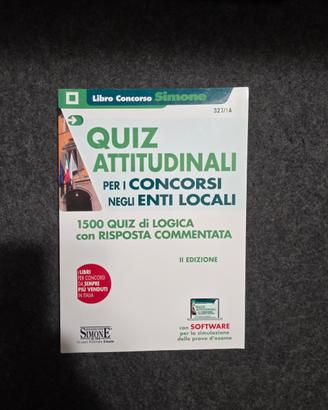 Libro Concorso Simone
327/1A
QUIZ
ATTITUDINALI
PER I CONCORSI
NEGLI ENTI LOCALI
1500 QUIZ di LOGICA
con RISPOSTA COMMENTATA
II EDIZIONE
I LIBRI
PER CONCORSI
DA SEMPRE
PIÙ VENDUTI
IN ITALIA
con SOFTWARE
per la simulazione
delle prove d'esame
SIMONE